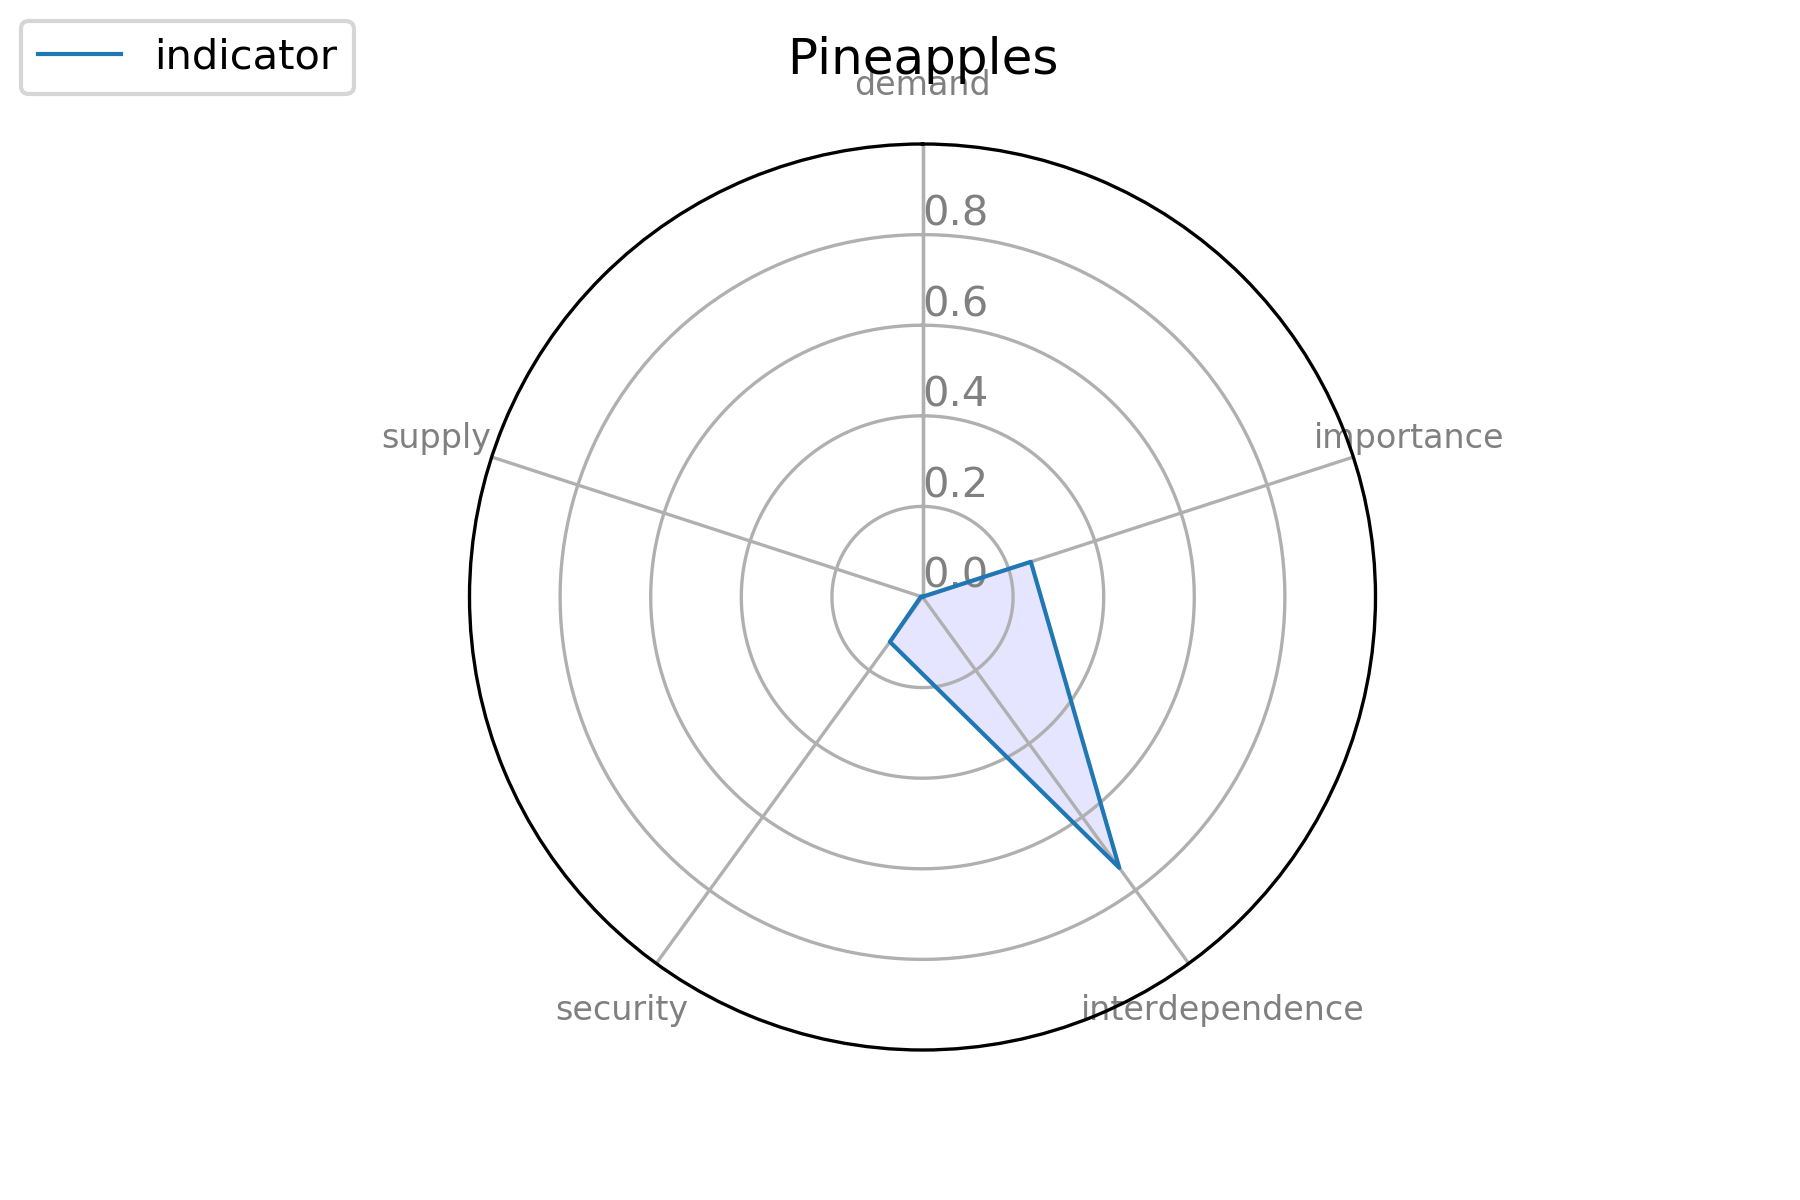 indicator
Pineapples
demand
0.8
0.6
0.4
0.2
0.0
supply
importance
security
interdependence